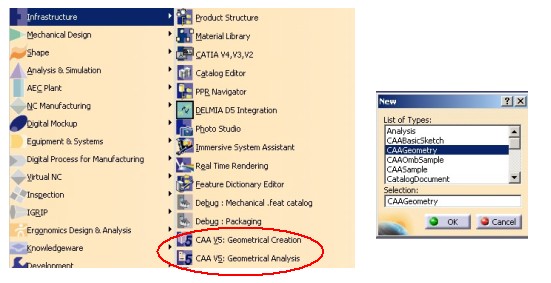 Infrastructure
Mechanical Design
Shape
Analysis & Simulation
AEC Plant
NC Manufacturing
Digital Mockup
Equipment & Systems
Digital Process for Manufacturing
Virtual NC
Inspection
IGRIP
Ergonomics Design & Analysis
Knowledgeware
Development
Product Structure
Material Library
CATIA V4,V3,V2
Catalog Editor
PPR Navigator
DELMIA D5 Integration
Photo Studio
Immersive System Assistant
Real Time Rendering
Feature Dictionary Editor
Debug : Mechanical .feat catalog
Debug : Packaging
CAA V5: Geometrical Creation
CAA V5: Geometrical Analysis
New
List of Types:
Analysis
CAABasicSketch
CAAGeometry
CAAOmbSample
CAASample
CatalogDocument
Selection:
CAAGeometry
OK
Cancel